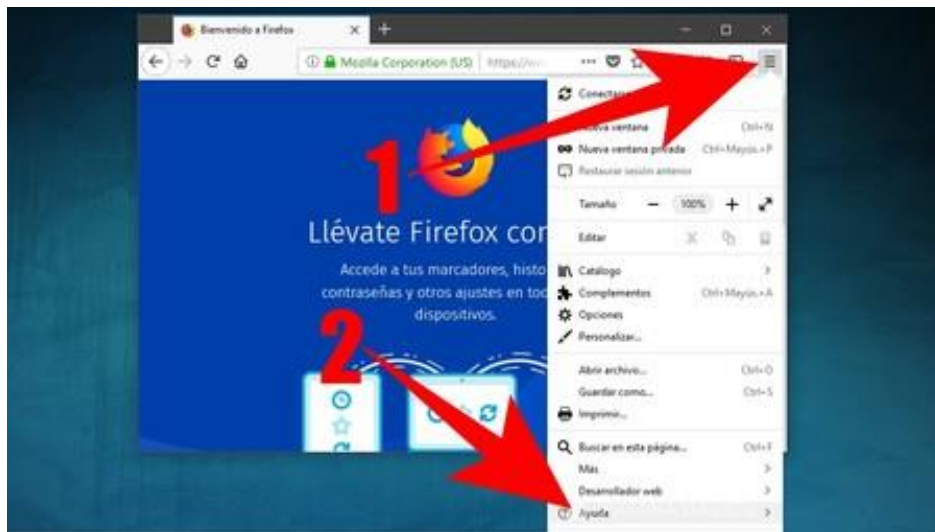 Bienvenido a Firefox
Mozilla Corporation (US)
1
Nueva ventana Ctrl+N
Nueva ventana privada Ctrl+Mayús.+P
Restaurar sesión anterior
Tamaño 100%
Editar
Llévate Firefox con
Accede a tus marcadores, histo
contraseñas y otros ajustes en tod
dispositivos.
Catálogo
Complementos Ctrl+Mayús.+A
Opciones
Personalizar...
2
Abrir archivo... Ctrl+O
Guardar como... Ctrl+S
Imprimir...
Buscar en esta página... Ctrl+F
Más
Desarrollador web
Ayuda